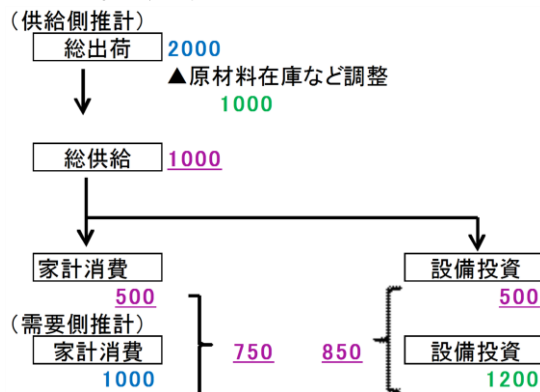 （供給側推計）
総出荷 2000
▲原材料在庫など調整
1000
総供給 1000
家計消費 設備投資
500 500
（需要側推計）
750 850
家計消費 設備投資
1000 1200